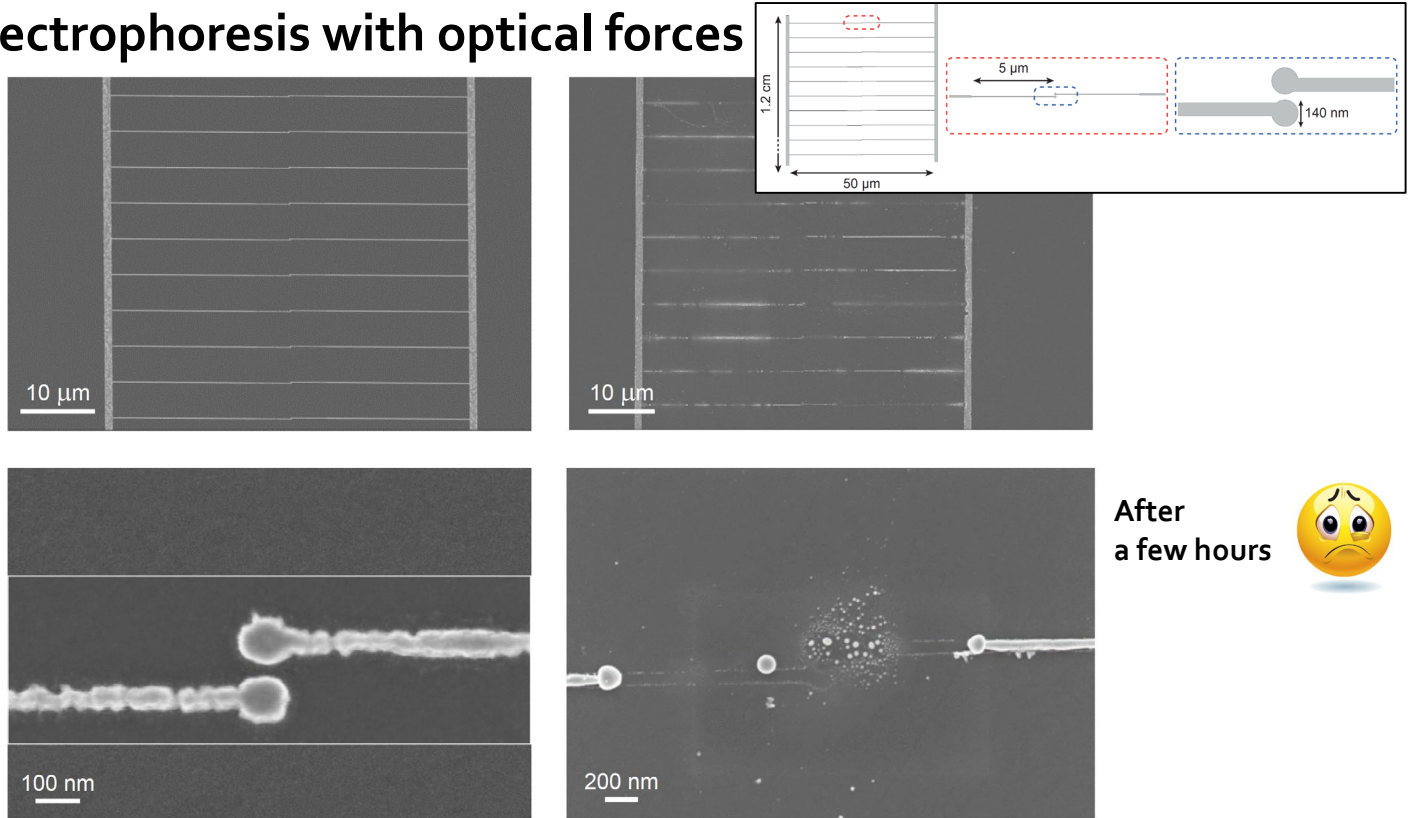 ectrophoresis with optical forces
1.2 cm
50 µm
5 µm
140 nm
10 µm
10 µm
100 nm
200 nm
After
a few hours